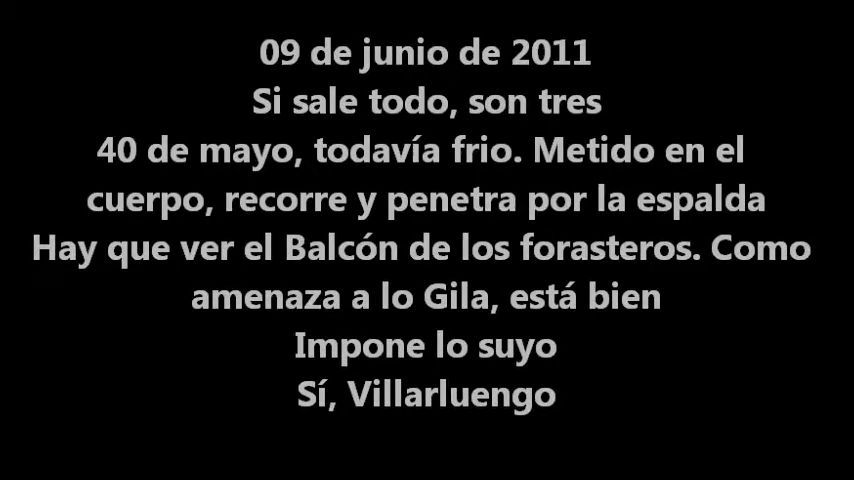 09 de junio de 2011
Si sale todo, son tres
40 de mayo, todavía frio. Metido en el
cuerpo, recorre y penetra por la espalda
Hay que ver el Balcón de los forasteros. Como
amenaza a lo Gila, está bien
Impone lo suyo
Sí, Villarluengo